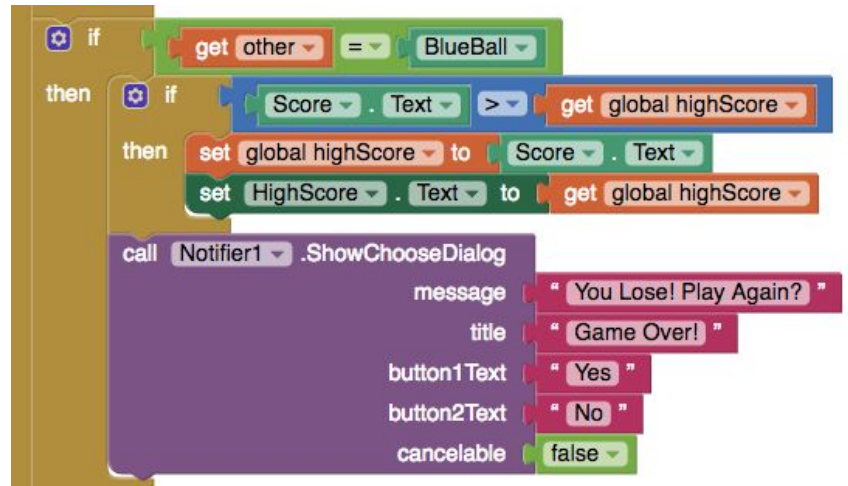 if get other = BlueBall
then if Score . Text > get global highScore
then set global highScore to Score . Text
set HighScore . Text to get global highScore
call Notifier1 .ShowChooseDialog
message " You Lose! Play Again? "
title " Game Over! "
button1Text " Yes "
button2Text " No "
cancelable false